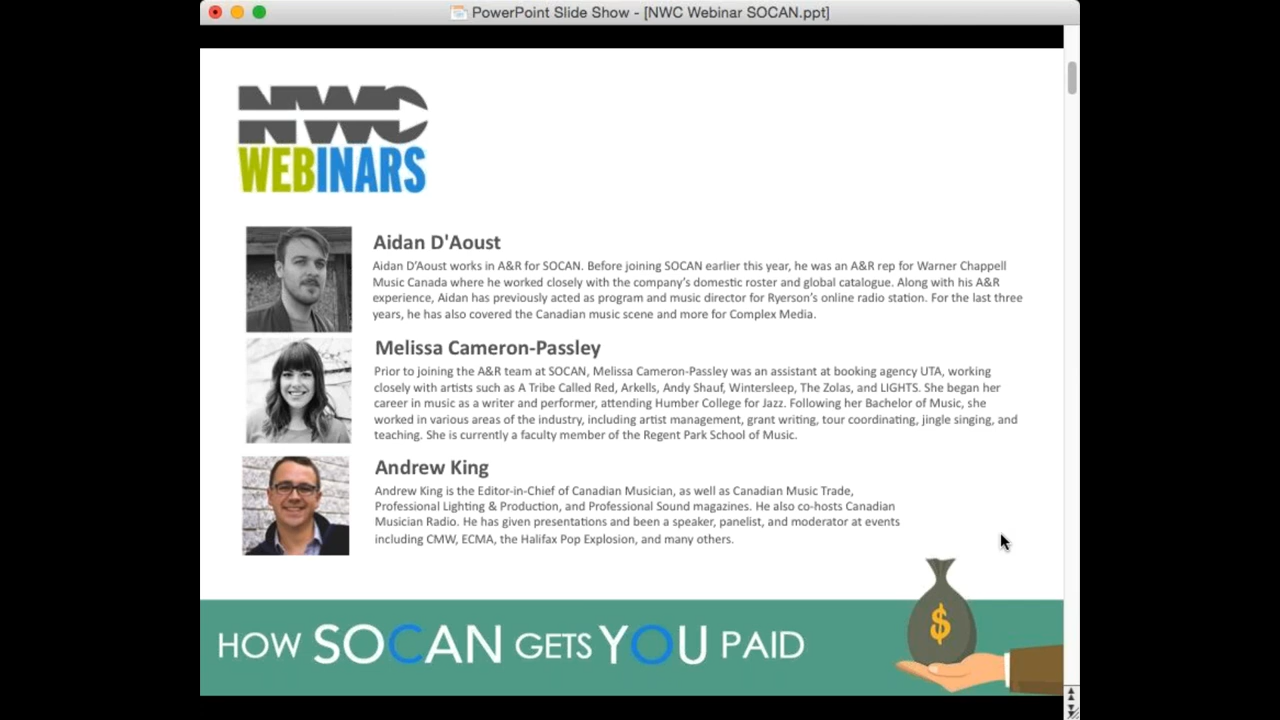 PowerPoint Slide Show - [NWC Webinar SOCAN.ppt]
NWC
WEBINARS
Aidan D'Aoust
Aidan D'Aoust works in A&R for SOCAN. Before joining SOCAN earlier this year, he was an A&R rep for Warner Chappell
Music Canada where he worked closely with the company's domestic roster and global catalogue. Along with his A&R
experience, Aidan has previously acted as program and music director for Ryerson's online radio station. For the last three
years, he has also covered the Canadian music scene and more for Complex Media.
Melissa Cameron-Passley
Prior to joining the A&R team at SOCAN, Melissa Cameron-Passley was an assistant at booking agency UTA, working
closely with artists such as A Tribe Called Red, Arkells, Andy Shauf, Wintersleep, The Zolas, and LIGHTS. She began her
career in music as a writer and performer, attending Humber College for Jazz. Following her Bachelor of Music, she
worked in various areas of the industry, including artist management, grant writing, tour coordinating, jingle singing, and
teaching. She is currently a faculty member of the Regent Park School of Music.
Andrew King
Andrew King is the Editor-in-Chief of Canadian Musician, as well as Canadian Music Trade,
Professional Lighting & Production, and Professional Sound magazines. He also co-hosts Canadian
Musician Radio. He has given presentations and been a speaker, panelist, and moderator at events
including CMW, ECMA, the Halifax Pop Explosion, and many others.
$
HOW SOCAN GETS YOU PAID